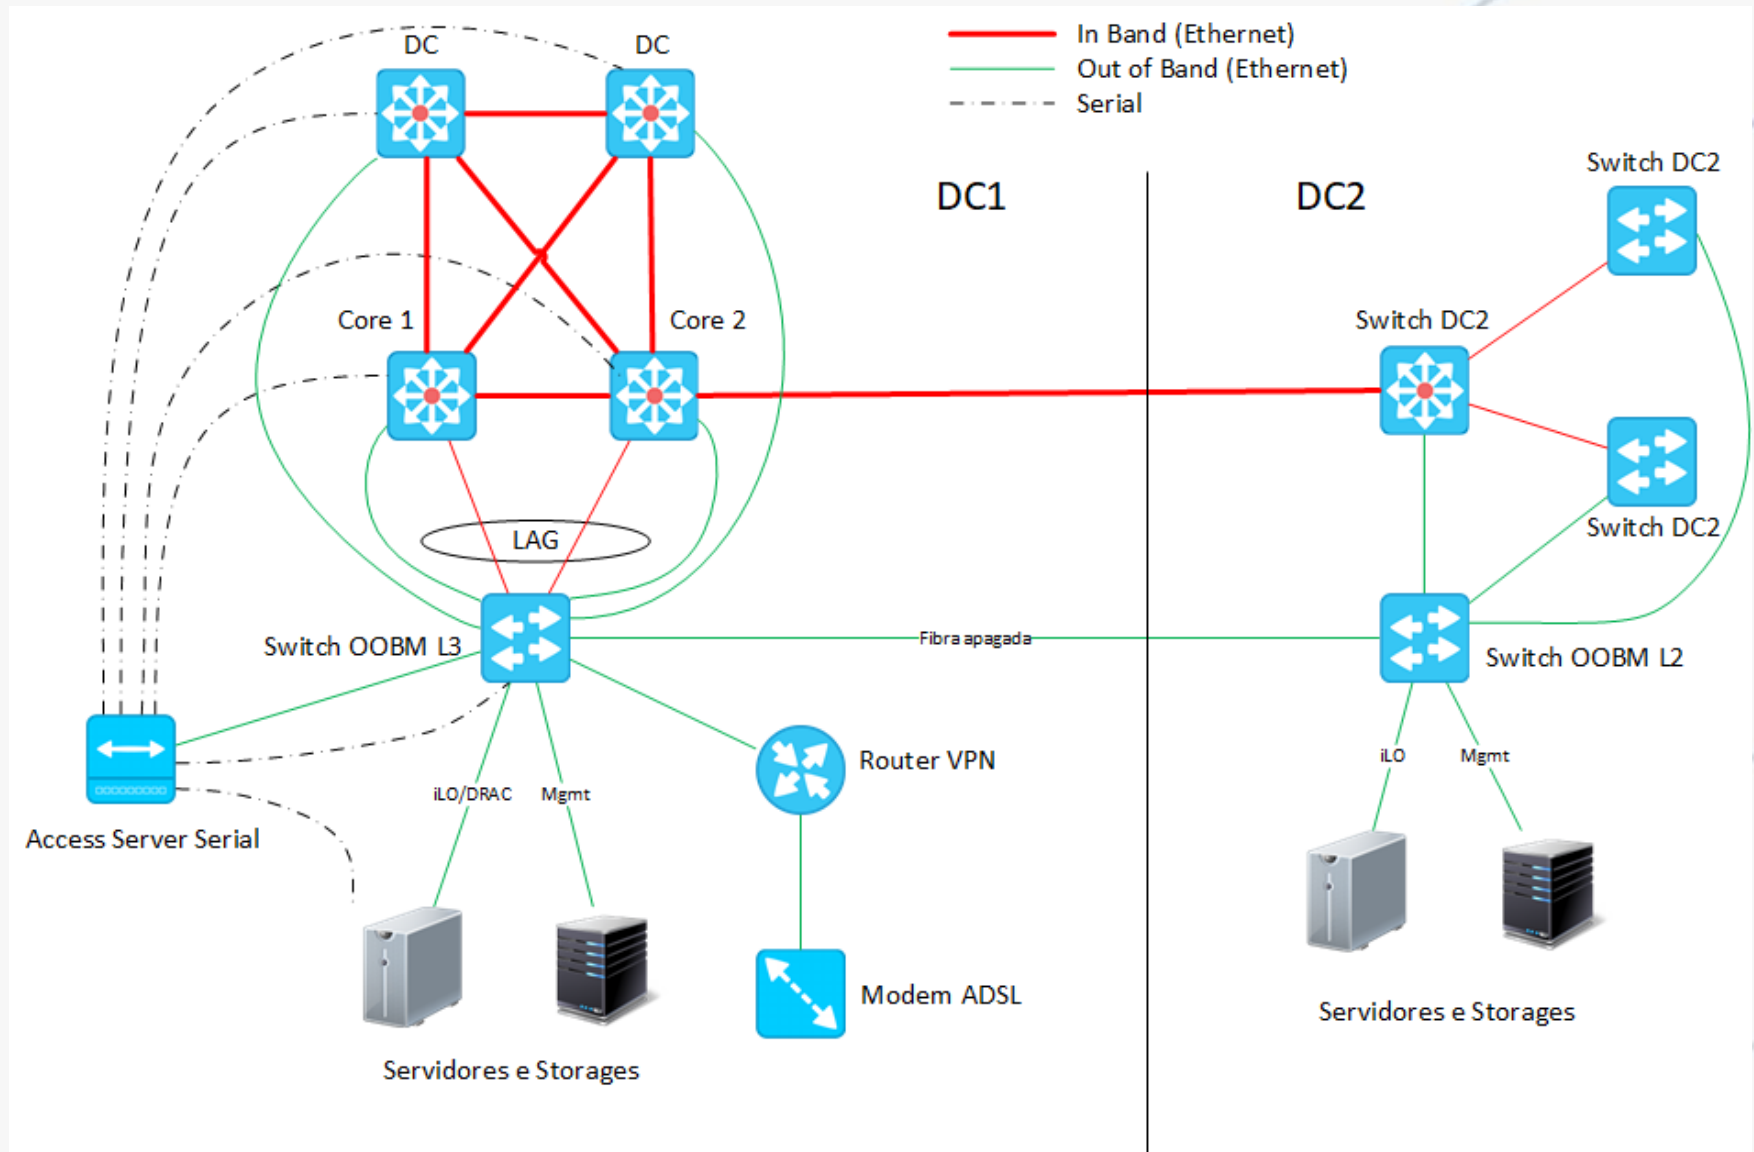 DC
DC
In Band (Ethernet)
Out of Band (Ethernet)
Serial
DC1
DC2
Switch DC2
Core 1
Core 2
Switch DC2
Switch DC2
LAG
Switch OOBM L3
Fibra apagada
Switch OOBM L2
Router VPN
iLO/DRAC
Mgmt
iLO
Mgmt
Access Server Serial
Modem ADSL
Servidores e Storages
Servidores e Storages